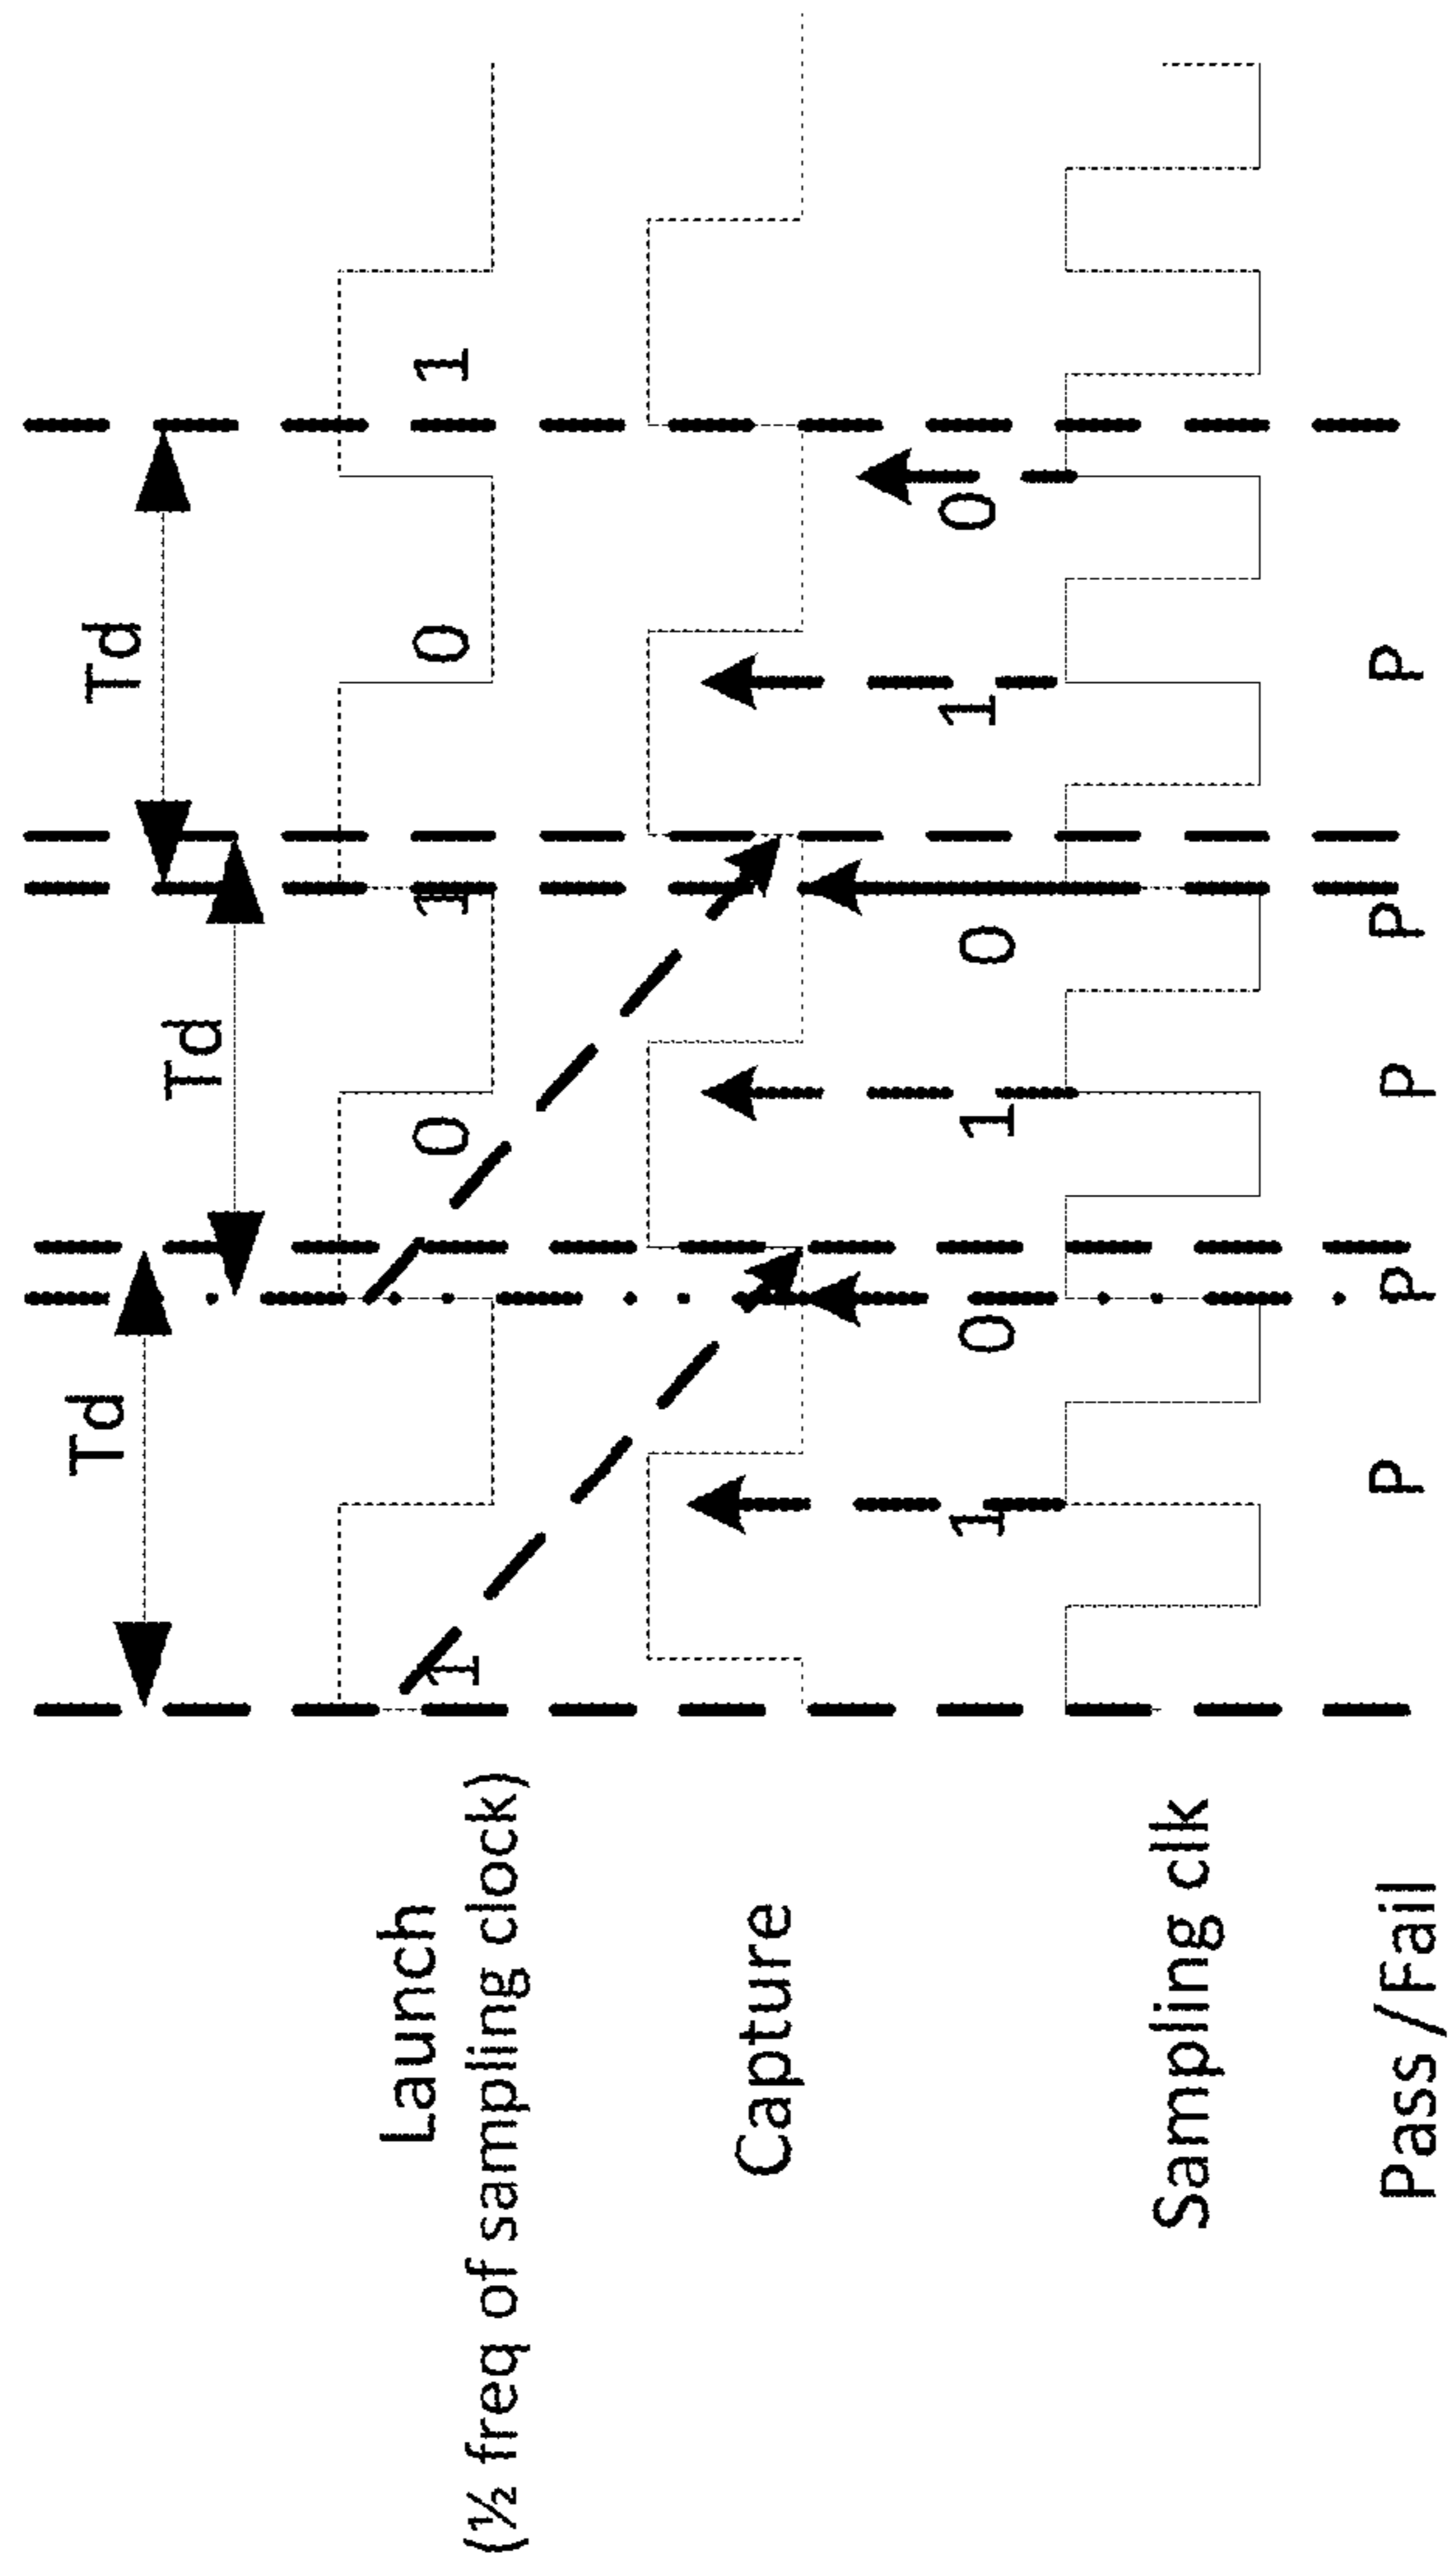 Td Td Td
Launch 1 0 1 0 1
(½ freq of sampling clock)
Capture
1 0 1 0 1 0
Sampling clk
Pass /Fail P P P P P